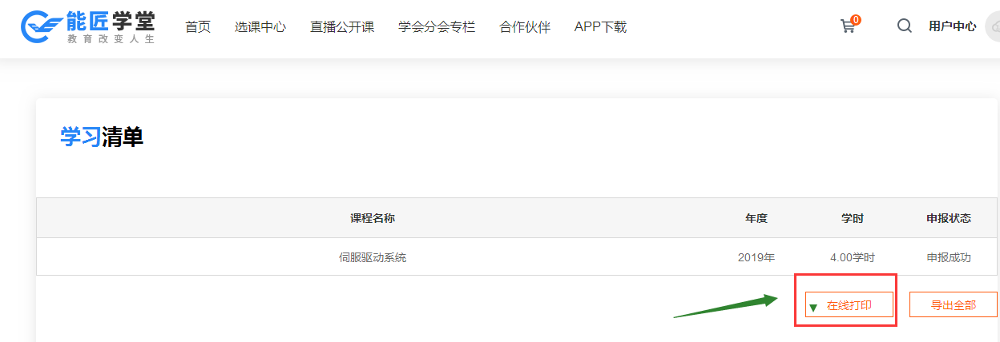 能匠学堂
教育改变人生
首页 选课中心 直播公开课 学会分会专栏 合作伙伴 APP下载 0 用户中心
学习清单
课程名称 年度 学时 申报状态
伺服驱动系统 2019年 4.00学时 申报成功
在线打印 导出全部